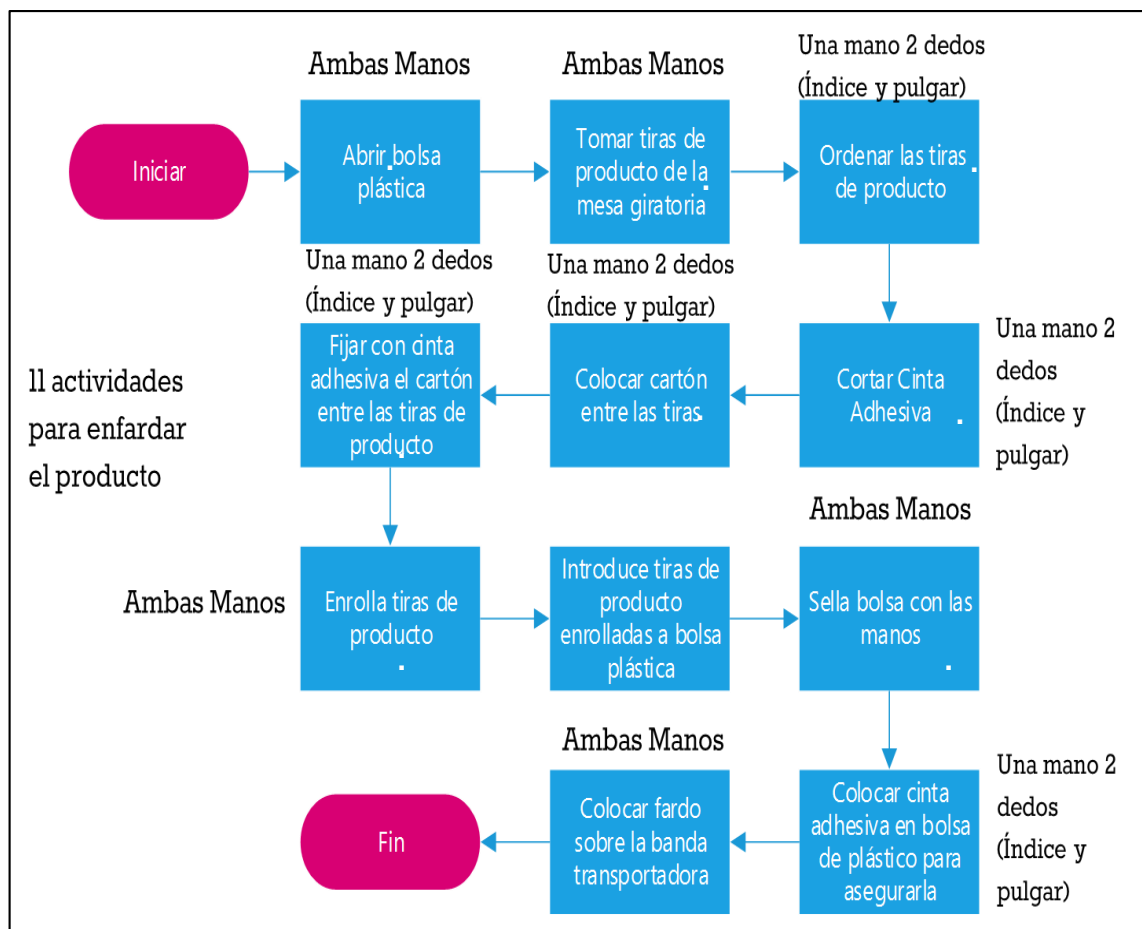 Iniciar
Ambas Manos
Abrir bolsa
plástica
Ambas Manos
Tomar tiras de
producto de la
mesa giratoria
Una mano 2 dedos
(Índice y pulgar)
Ordenar las tiras
de producto
Una mano 2
dedos
(Índice y
pulgar)
Cortar Cinta
Adhesiva
Una mano 2 dedos
(Índice y pulgar)
Colocar cartón
entre las tiras
Una mano 2 dedos
(Índice y pulgar)
Fijar con cinta
adhesiva el cartón
entre las tiras de
producto
11 actividades
para enfardar
el producto
Ambas Manos
Enrolla tiras de
producto
Introduce tiras de
producto
enrolladas a bolsa
plástica
Ambas Manos
Sella bolsa con las
manos
Una mano 2
dedos
(Índice y
pulgar)
Colocar cinta
adhesiva en bolsa
de plástico para
asegurarla
Ambas Manos
Colocar fardo
sobre la banda
transportadora
Fin